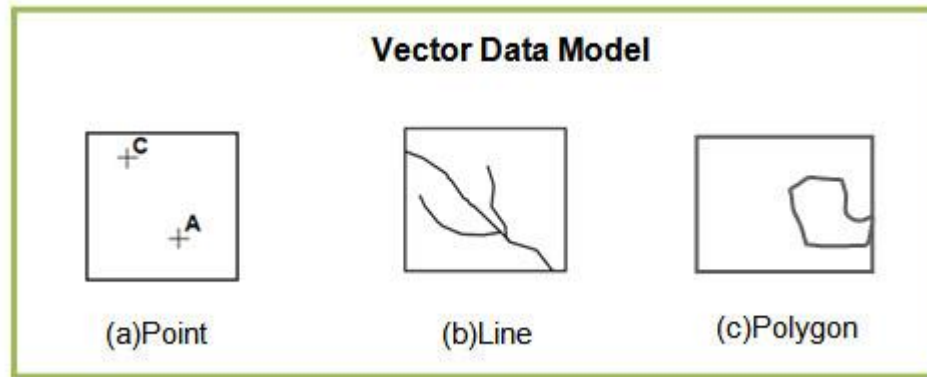 Vector Data Model
C
A
(a)Point
(b)Line
(c)Polygon